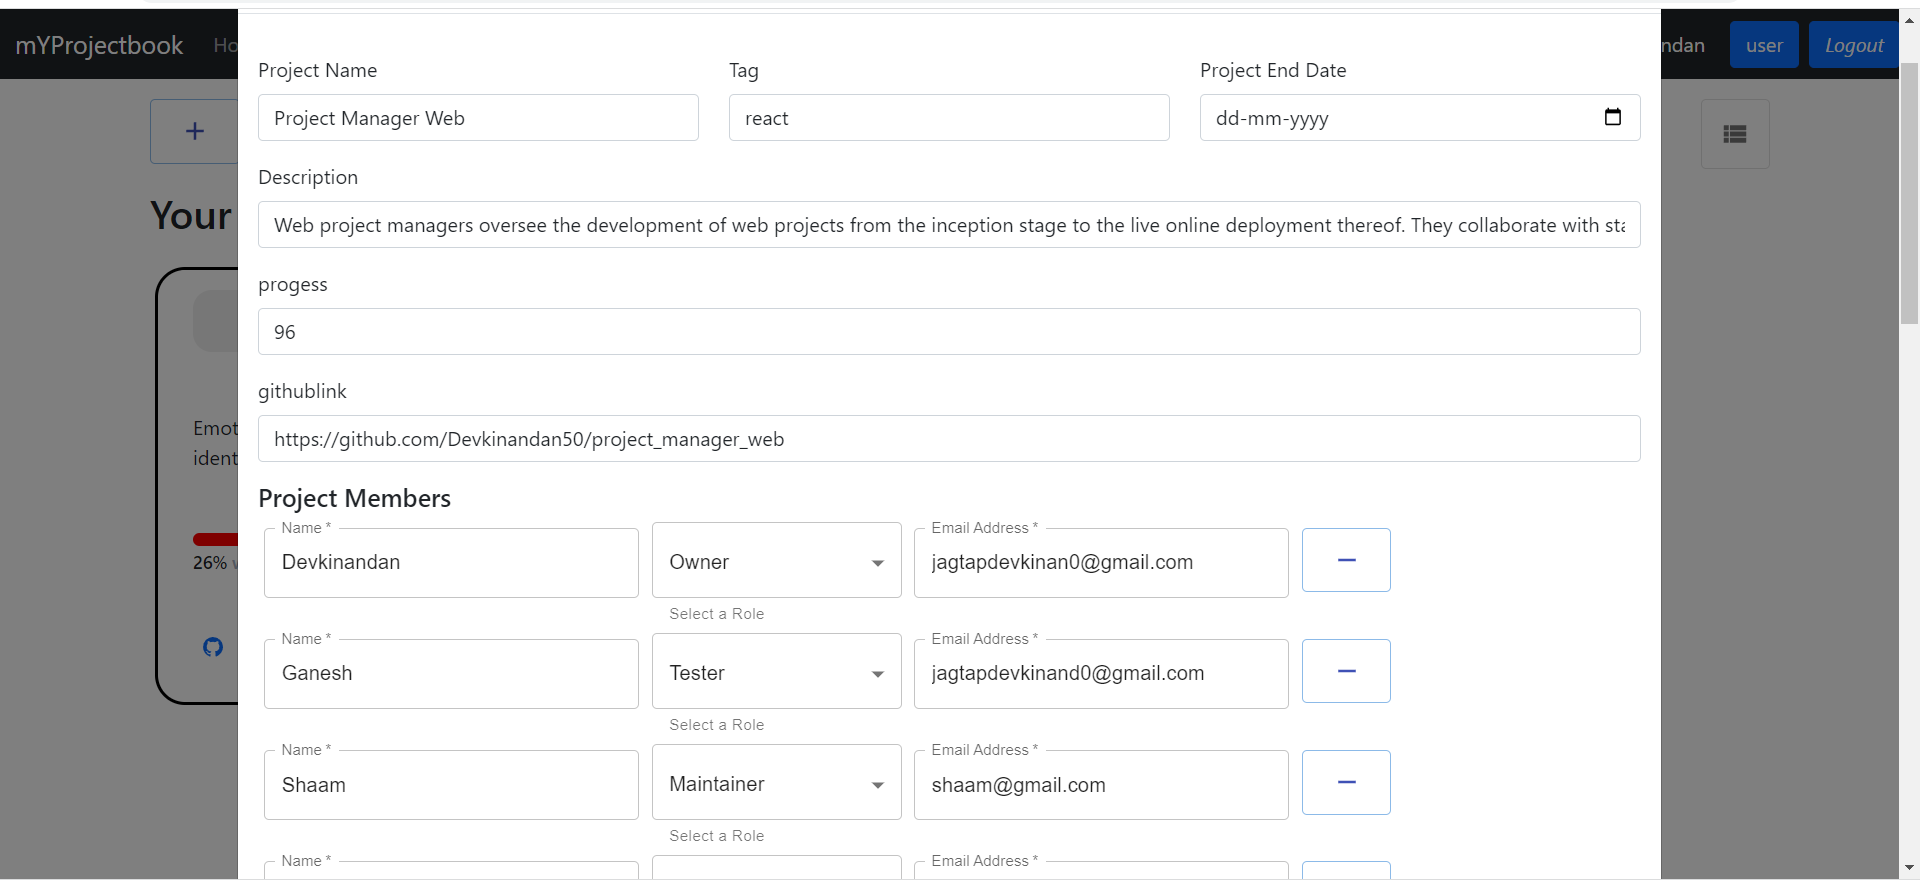 mYProjectbook Ho ndan user Logout
Project Name Tag Project End Date
Project Manager Web react dd-mm-yyyy
Description
Your
Web project managers oversee the development of web projects from the inception stage to the live online deployment thereof. They collaborate with sta
progess
96
githublink
Emot
https://github.com/Devkinandan50/project_manager_web
ident
Project Members
Name * Email Address *
Devkinandan Owner jagtapdevkinan0@gmail.com
26% w
Select a Role
Name * Email Address *
Ganesh Tester jagtapdevkinand0@gmail.com
Select a Role
Name * Email Address *
Shaam Maintainer shaam@gmail.com
Select a Role
Name * Email Address *